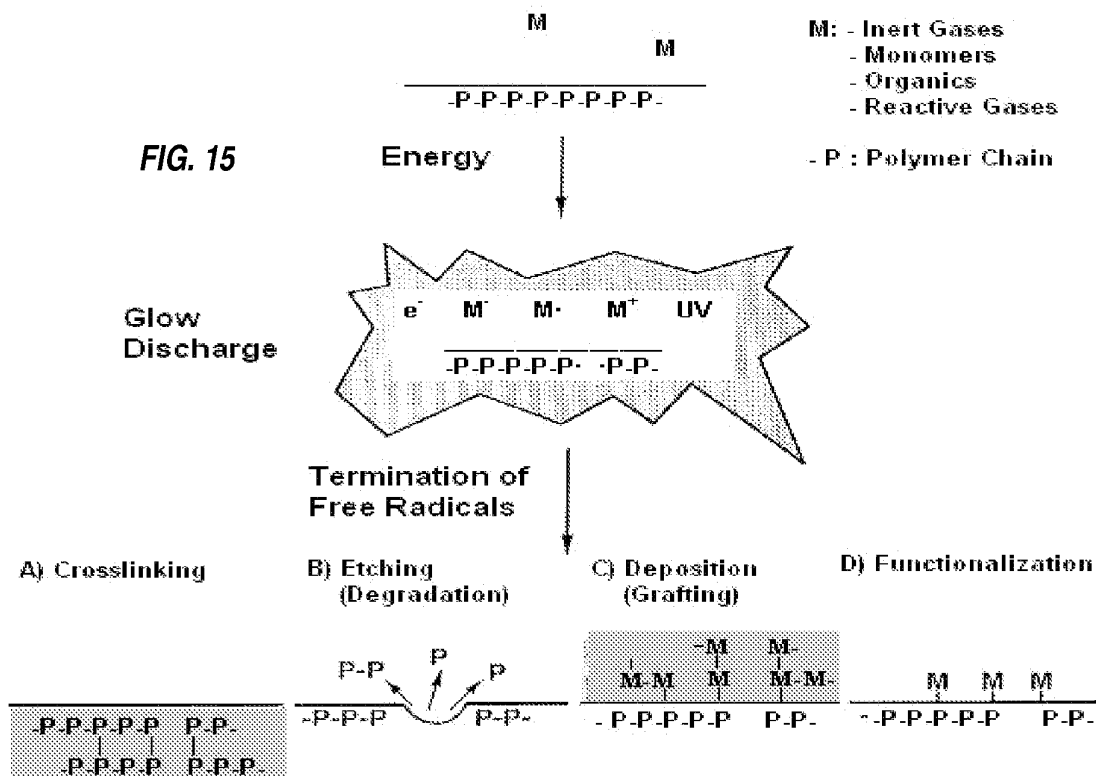 M
M
-P-P-P-P-P-P-P-P-
M: - Inert Gases
- Monomers
- Organics
- Reactive Gases
- P : Polymer Chain
FIG. 15
Energy
Glow
Discharge
e⁻ M⁻ M· M⁺ UV
-P-P-P-P-P-P· ·P-P-
Termination of
Free Radicals
A) Crosslinking
-P-P-P-P-P P-P-
-P-P-P-P P-P-P-
B) Etching
(Degradation)
P-P P P
-P-P-P P-P-
C) Deposition
(Grafting)
-M M-
M-M M M-M-
-P-P-P-P-P P-P-
D) Functionalization
M M M
-P-P-P-P-P P-P-